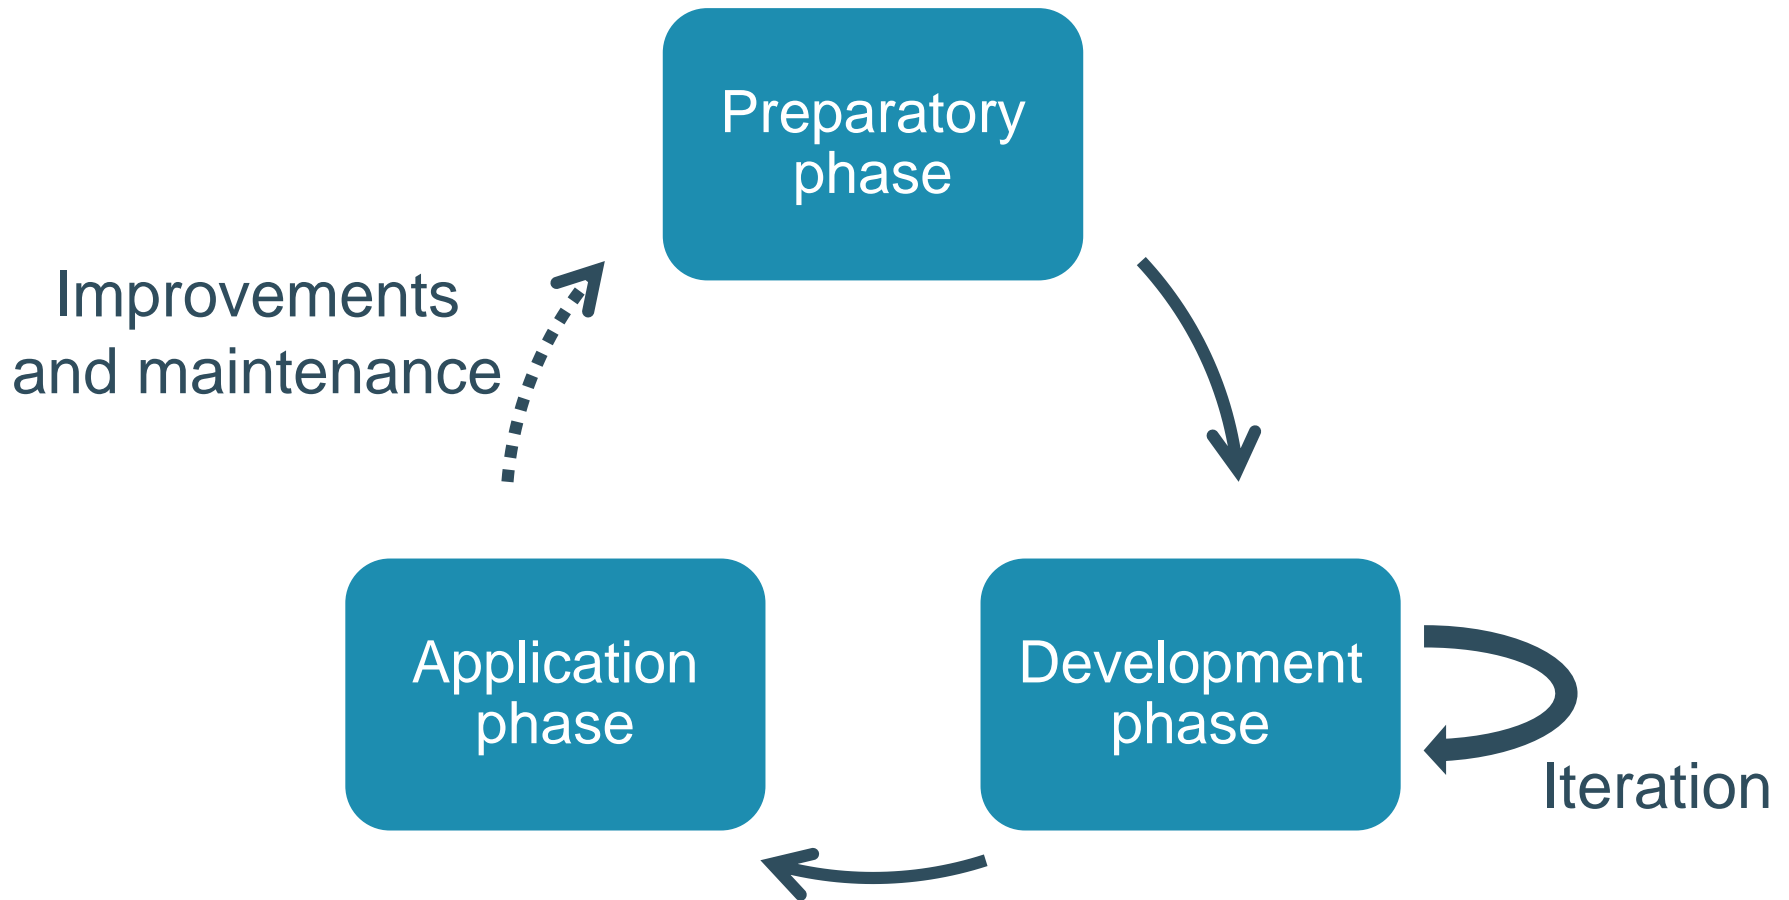 Preparatory
phase
Improvements
and maintenance
Application
phase
Development
phase
Iteration